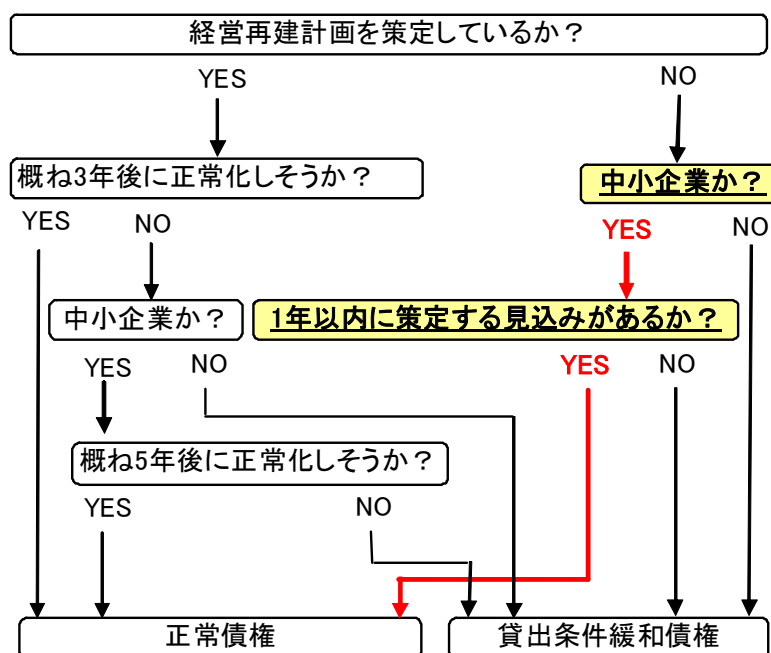 経営再建計画を策定しているか？
YES
NO
概ね3年後に正常化しそうか？
中小企業か？
YES
NO
YES
NO
中小企業か？
1年以内に策定する見込みがあるか？
YES
NO
YES
NO
概ね5年後に正常化しそうか？
YES
NO
正常債権
貸出条件緩和債権